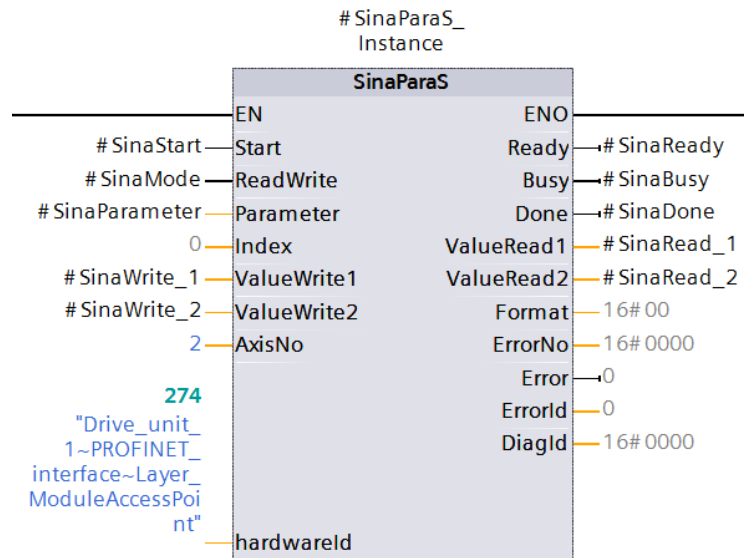 #SinaParaS_
Instance
SinaParaS
EN ENO
#SinaStart Start Ready #SinaReady
#SinaMode ReadWrite Busy #SinaBusy
#SinaParameter Parameter Done #SinaDone
0 Index ValueRead1 #SinaRead_1
#SinaWrite_1 ValueWrite1 ValueRead2 #SinaRead_2
#SinaWrite_2 ValueWrite2 Format 16#00
2 AxisNo ErrorNo 16#0000
Error 0
274 ErrorId 0
"Drive_unit_ DiagId 16#0000
1~PROFINET_
interface~Layer_
ModuleAccessPoi
nt"
hardwareId